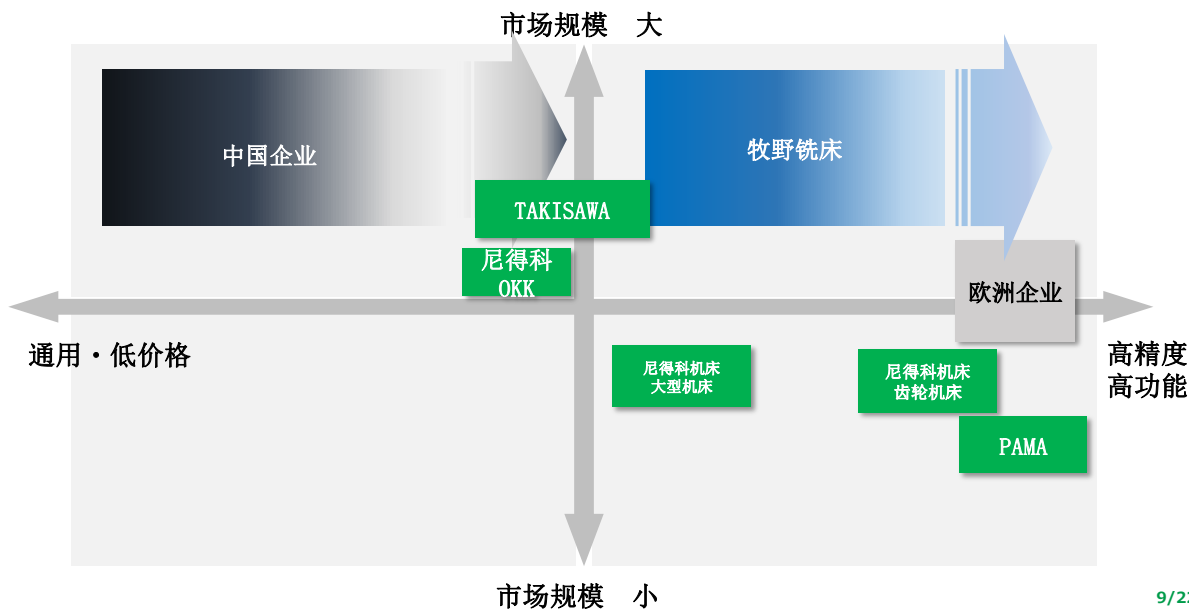 市场规模　大
中国企业
牧野铣床
TAKISAWA
尼得科
OKK
欧洲企业
通用・低价格
高精度
高功能
尼得科机床
大型机床
尼得科机床
齿轮机床
PAMA
市场规模　小
9/22